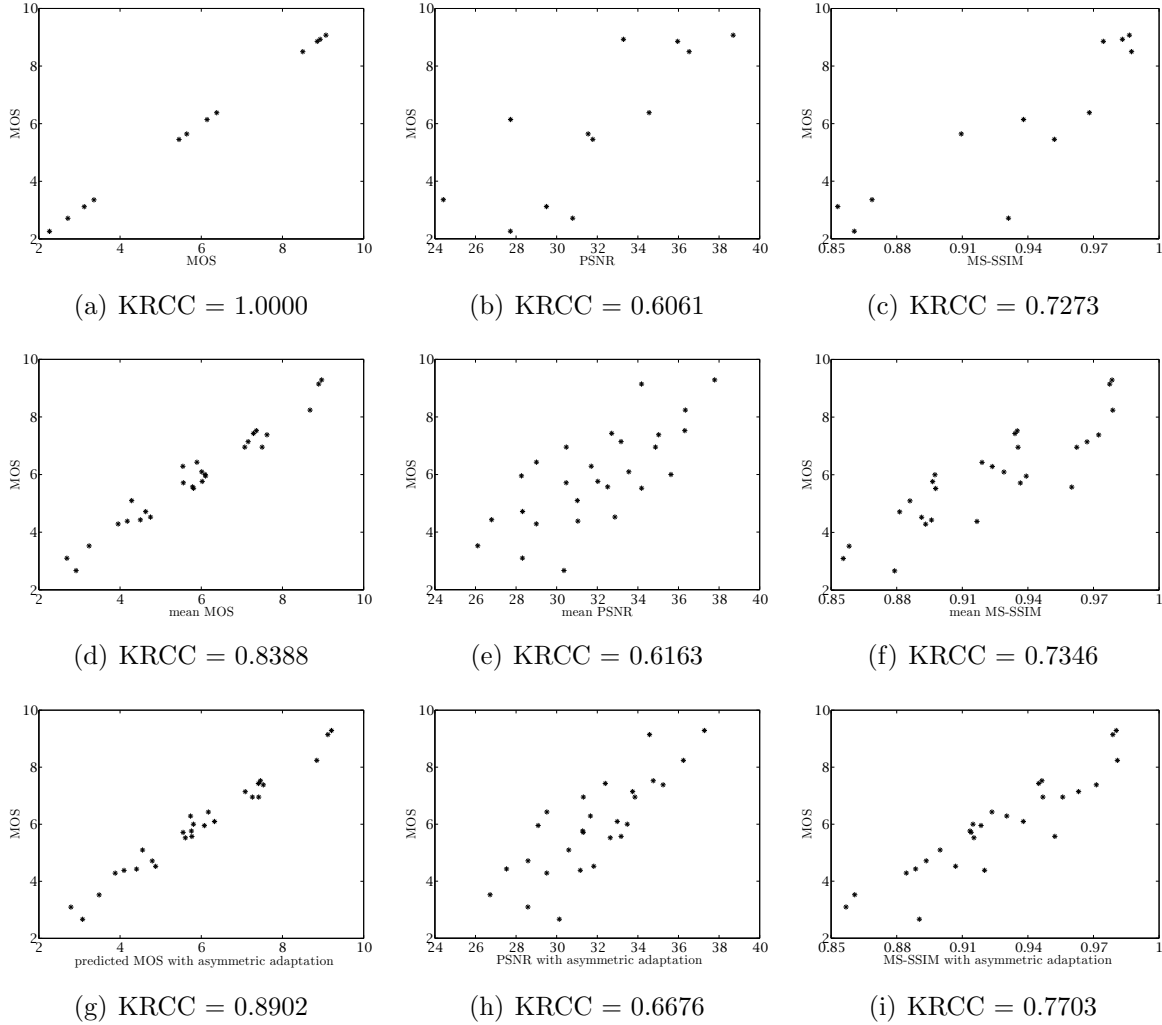 10
8
6
4
2
MOS
2 4 6 8 10
MOS
(a) KRCC = 1.0000
10
8
6
4
2
MOS
24 26 28 30 32 34 36 38 40
PSNR
(b) KRCC = 0.6061
10
8
6
4
2
MOS
0.85 0.88 0.91 0.94 0.97 1
MS-SSIM
(c) KRCC = 0.7273
10
8
6
4
2
MOS
2 4 6 8 10
mean MOS
(d) KRCC = 0.8388
10
8
6
4
2
MOS
24 26 28 30 32 34 36 38 40
mean PSNR
(e) KRCC = 0.6163
10
8
6
4
2
MOS
0.85 0.88 0.91 0.94 0.97 1
mean MS-SSIM
(f) KRCC = 0.7346
10
8
6
4
2
MOS
2 4 6 8 10
predicted MOS with asymmetric adaptation
(g) KRCC = 0.8902
10
8
6
4
2
MOS
24 26 28 30 32 34 36 38 40
PSNR with asymmetric adaptation
(h) KRCC = 0.6676
10
8
6
4
2
MOS
0.85 0.88 0.91 0.94 0.97 1
MS-SSIM with asymmetric adaptation
(i) KRCC = 0.7703